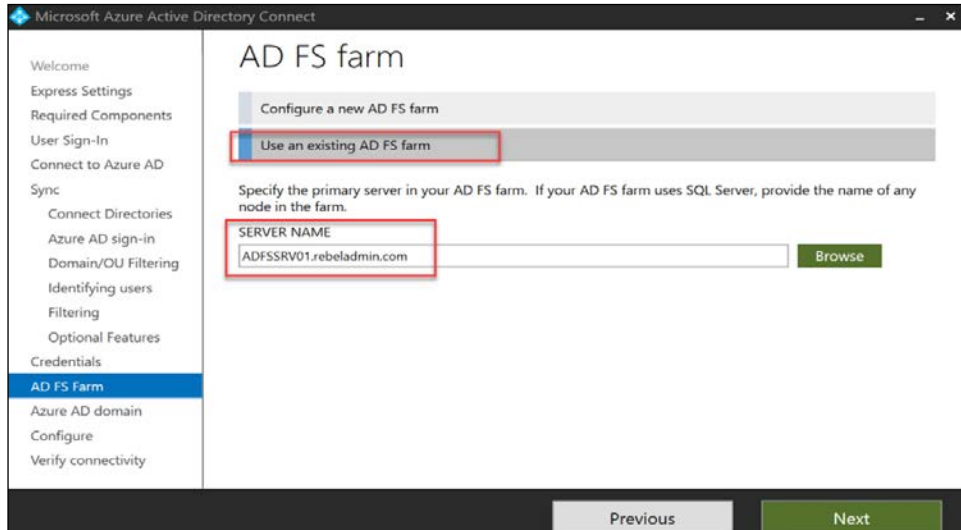 Microsoft Azure Active Directory Connect
Welcome
Express Settings
Required Components
User Sign-In
Connect to Azure AD
Sync
Connect Directories
Azure AD sign-in
Domain/OU Filtering
Identifying users
Filtering
Optional Features
Credentials
AD FS Farm
Azure AD domain
Configure
Verify connectivity
AD FS farm
Configure a new AD FS farm
Use an existing AD FS farm
Specify the primary server in your AD FS farm. If your AD FS farm uses SQL Server, provide the name of any
node in the farm.
SERVER NAME
ADFSSRV01.rebeladmin.com
Browse
Previous
Next